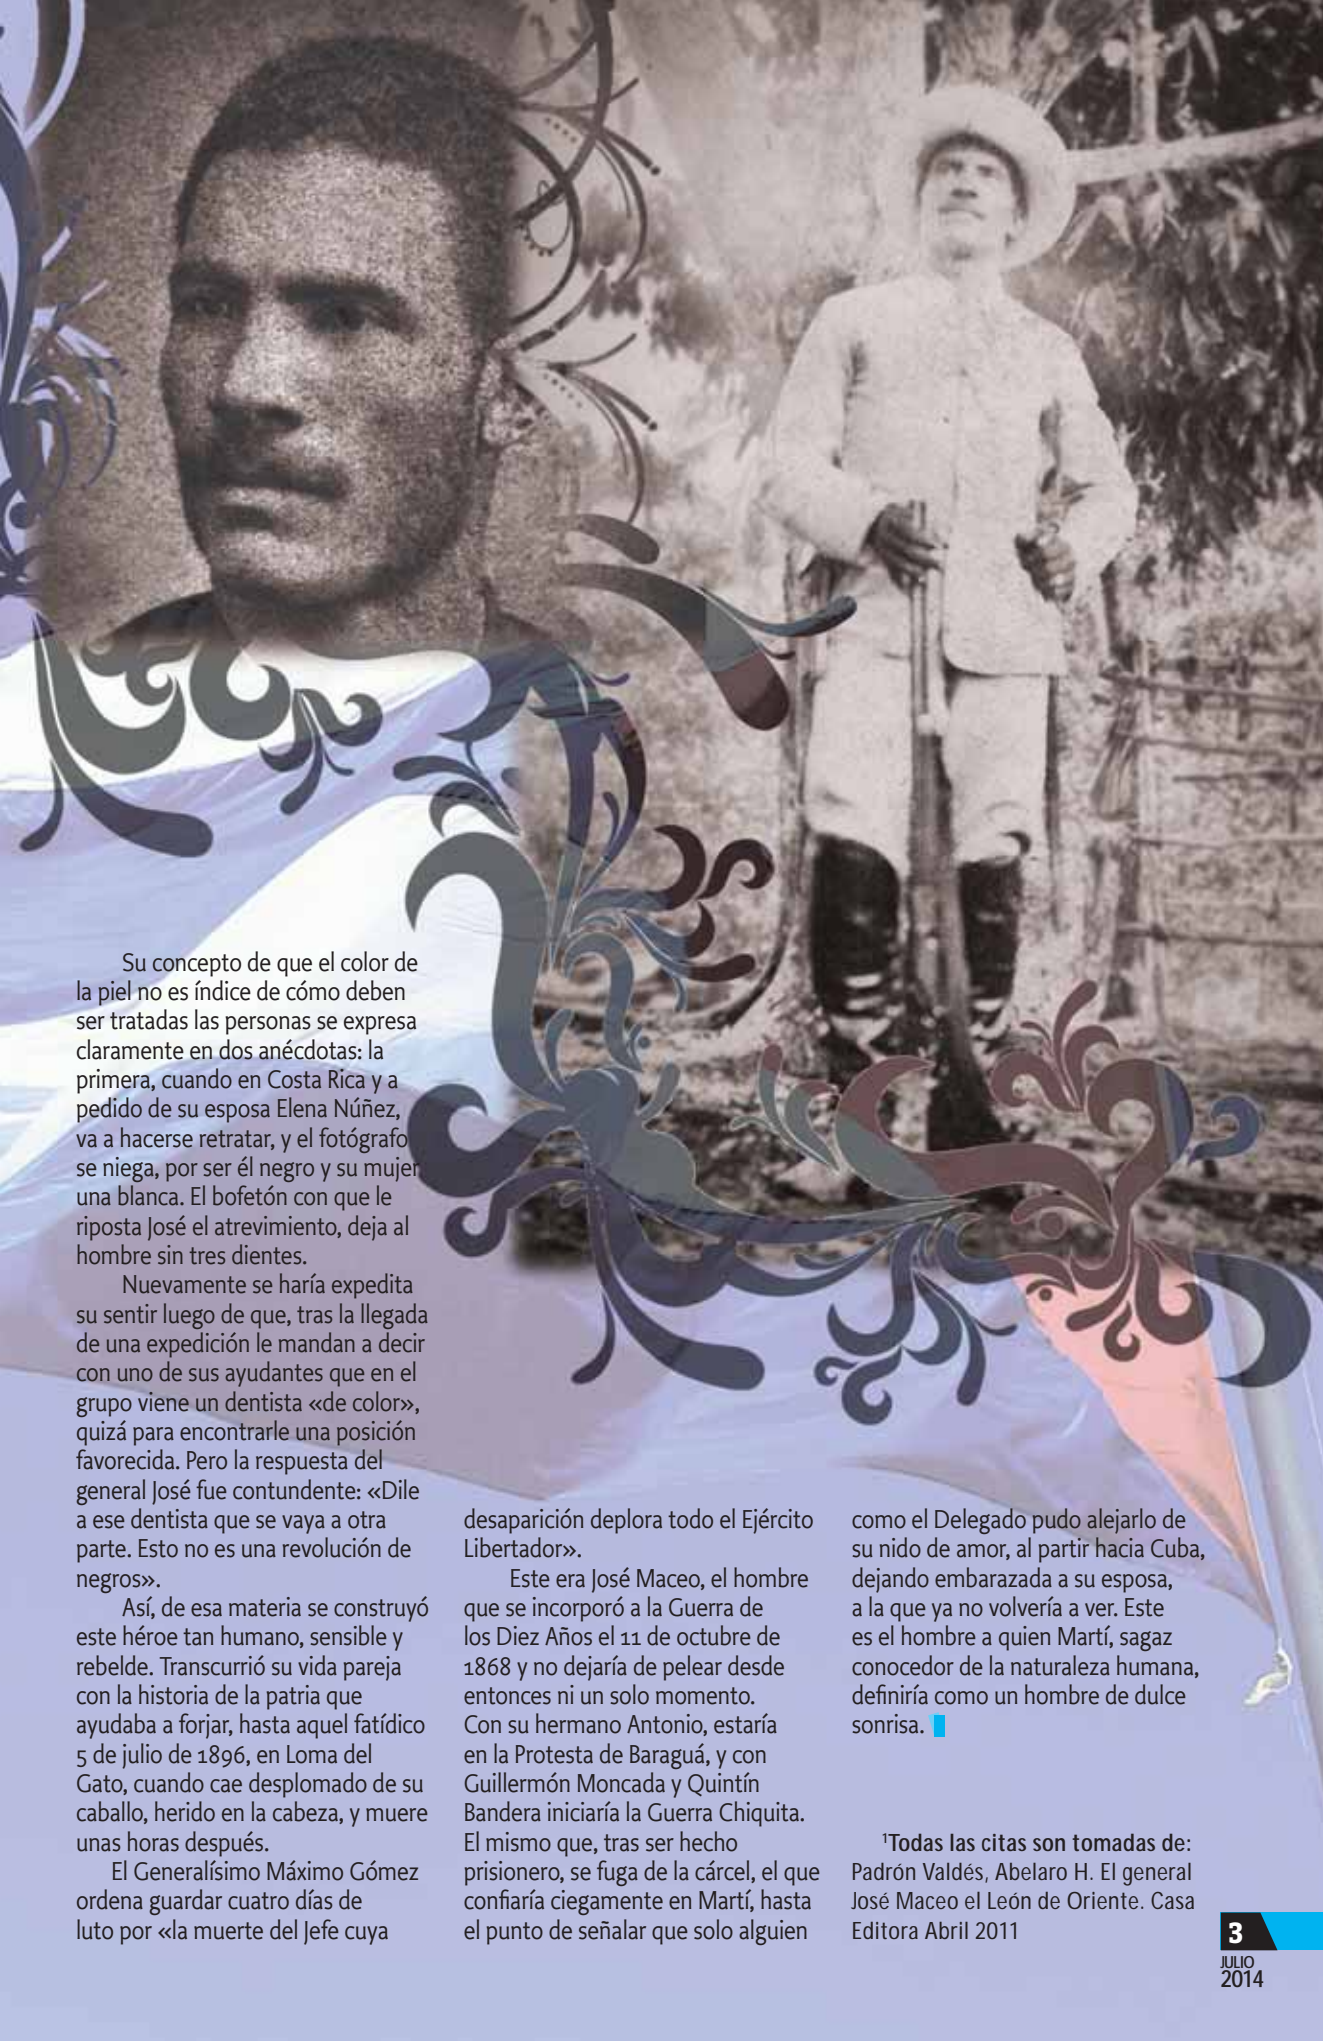 Su concepto de que el color de
la piel no es índice de cómo deben
ser tratadas las personas se expresa
claramente en dos anécdotas: la
primera, cuando en Costa Rica y a
pedido de su esposa Elena Núñez,
va a hacerse retratar, y el fotógrafo
se niega, por ser él negro y su mujer
una blanca. El bofetón con que le
riposta José el atrevimiento, deja al
hombre sin tres dientes.
Nuevamente se haría expedita
su sentir luego de que, tras la llegada
de una expedición le mandan a decir
con uno de sus ayudantes que en el
grupo viene un dentista «de color»,
quizá para encontrarle una posición
favorecida. Pero la respuesta del
general José fue contundente: «Dile
a ese dentista que se vaya a otra
parte. Esto no es una revolución de
negros».
Así, de esa materia se construyó
este héroe tan humano, sensible y
rebelde. Transcurrió su vida pareja
con la historia de la patria que
ayudaba a forjar, hasta aquel fatídico
5 de julio de 1896, en Loma del
Gato, cuando cae desplomado de su
caballo, herido en la cabeza, y muere
unas horas después.
El Generalísimo Máximo Gómez
ordena guardar cuatro días de
luto por «la muerte del Jefe cuya
desaparición deplora todo el Ejército
Libertador».
Este era José Maceo, el hombre
que se incorporó a la Guerra de
los Diez Años el 11 de octubre de
1868 y no dejaría de pelear desde
entonces ni un solo momento.
Con su hermano Antonio, estaría
en la Protesta de Baraguá, y con
Guillermón Moncada y Quintín
Bandera iniciaría la Guerra Chiquita.
El mismo que, tras ser hecho
prisionero, se fuga de la cárcel, el que
confiaría ciegamente en Martí, hasta
el punto de señalar que solo alguien
como el Delegado pudo alejarlo de
su nido de amor, al partir hacia Cuba,
dejando embarazada a su esposa,
a la que ya no volvería a ver. Este
es el hombre a quien Martí, sagaz
conocedor de la naturaleza humana,
definiría como un hombre de dulce
sonrisa.
¹Todas las citas son tomadas de:
Padrón Valdés, Abelaro H. El general
José Maceo el León de Oriente. Casa
Editora Abril 2011
3
JULIO
2014